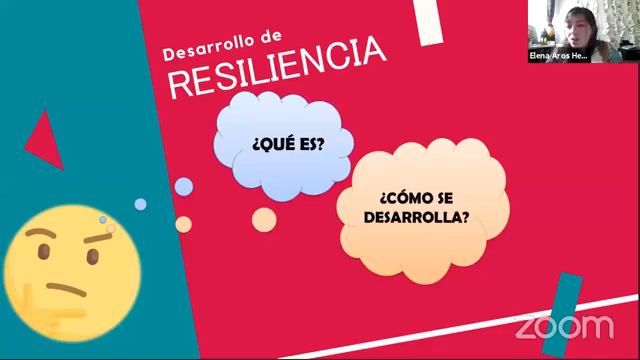 Desarrollo de
RESILIENCIA
Elena Aros He...
¿QUÉ ES?
¿CÓMO SE
DESARROLLA?
zoom